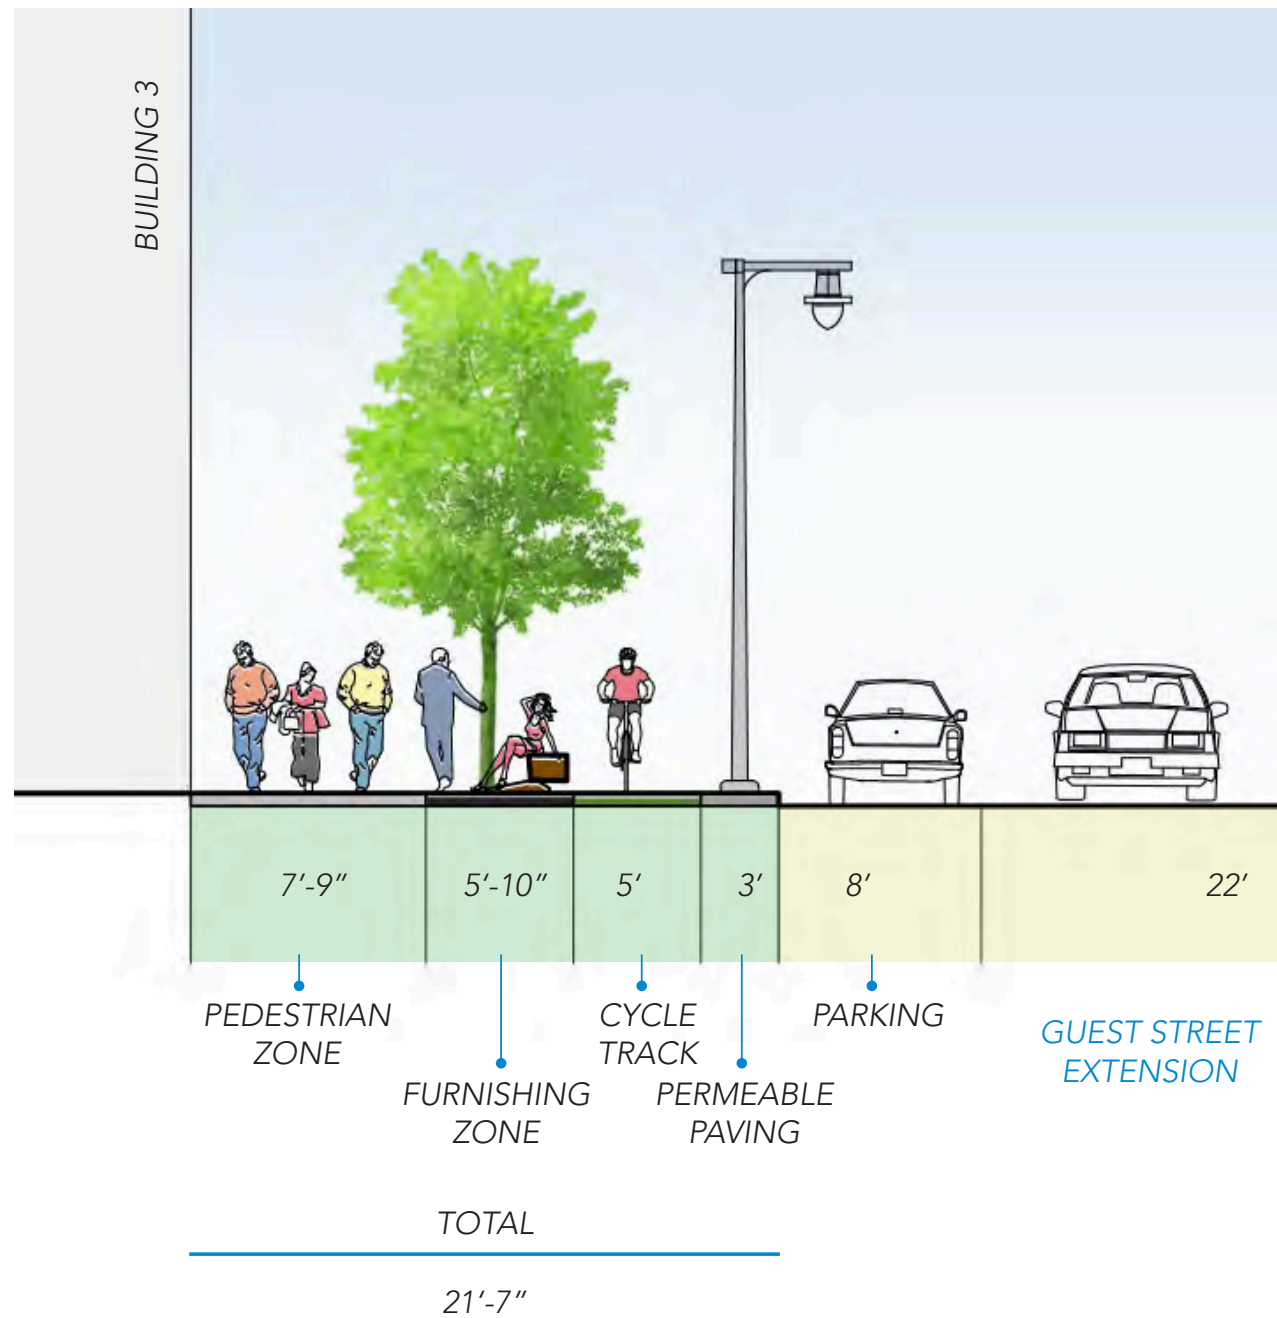 BUILDING 3
7'-9"
5'-10"
5'
3'
8'
22'
PEDESTRIAN
ZONE
FURNISHING
ZONE
CYCLE
TRACK
PERMEABLE
PAVING
PARKING
GUEST STREET
EXTENSION
TOTAL
21'-7"